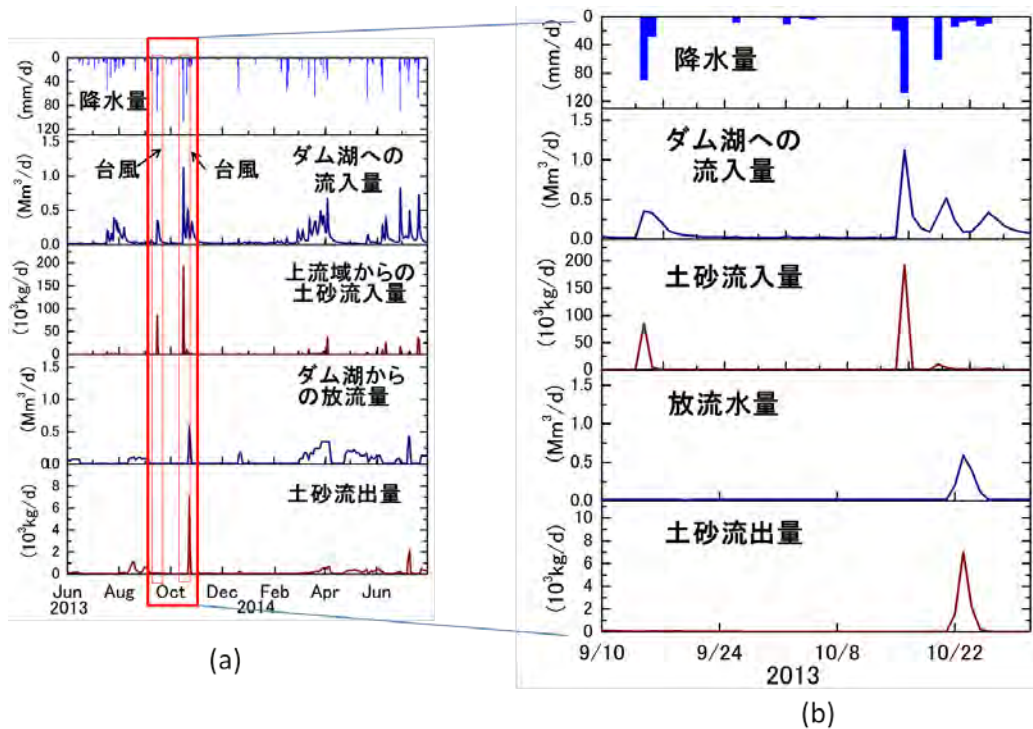 0
40
80
120
(mm/d)
降水量
1.5
1.0
0.5
0.0
(Mm³/d)
台風
台風
ダム湖への
流入量
200
150
100
50
0
(10³kg/d)
上流域からの
土砂流入量
1.5
1.0
0.5
0.0
(Mm³/d)
ダム湖から
の放流量
8
6
4
2
0
(10³kg/d)
土砂流出量
Jun Aug Oct Dec Feb Apr Jun
2013 2014
(a)
0
40
80
120
(mm/d)
降水量
1.5
1.0
0.5
0.0
(Mm³/d)
ダム湖への
流入量
200
150
100
50
0
(10³kg/d)
土砂流入量
1.5
1.0
0.5
0.0
(Mm³/d)
放流水量
10
8
6
4
2
0
(10³kg/d)
土砂流出量
9/10 9/24 10/8 10/22
2013
(b)